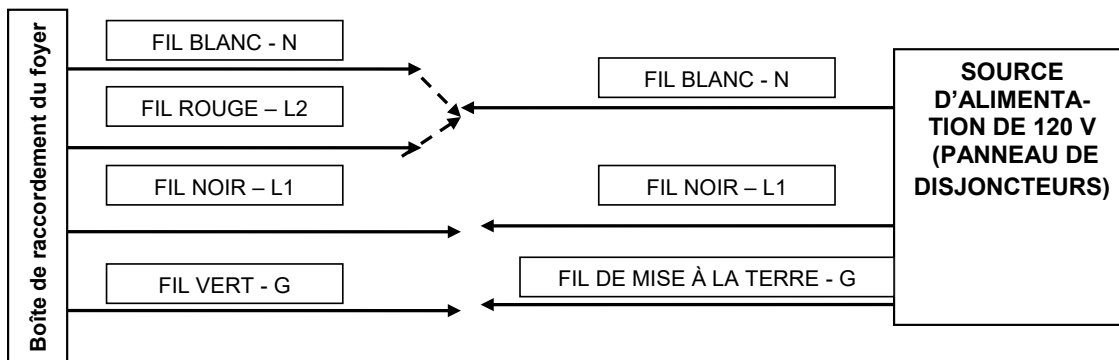 Boîte de raccordement du foyer
FIL BLANC - N
FIL ROUGE – L2
FIL NOIR – L1
FIL VERT - G
FIL BLANC - N
FIL NOIR – L1
FIL DE MISE À LA TERRE - G
SOURCE
D’ALIMENTA-
TION DE 120 V
(PANNEAU DE
DISJONCTEURS)